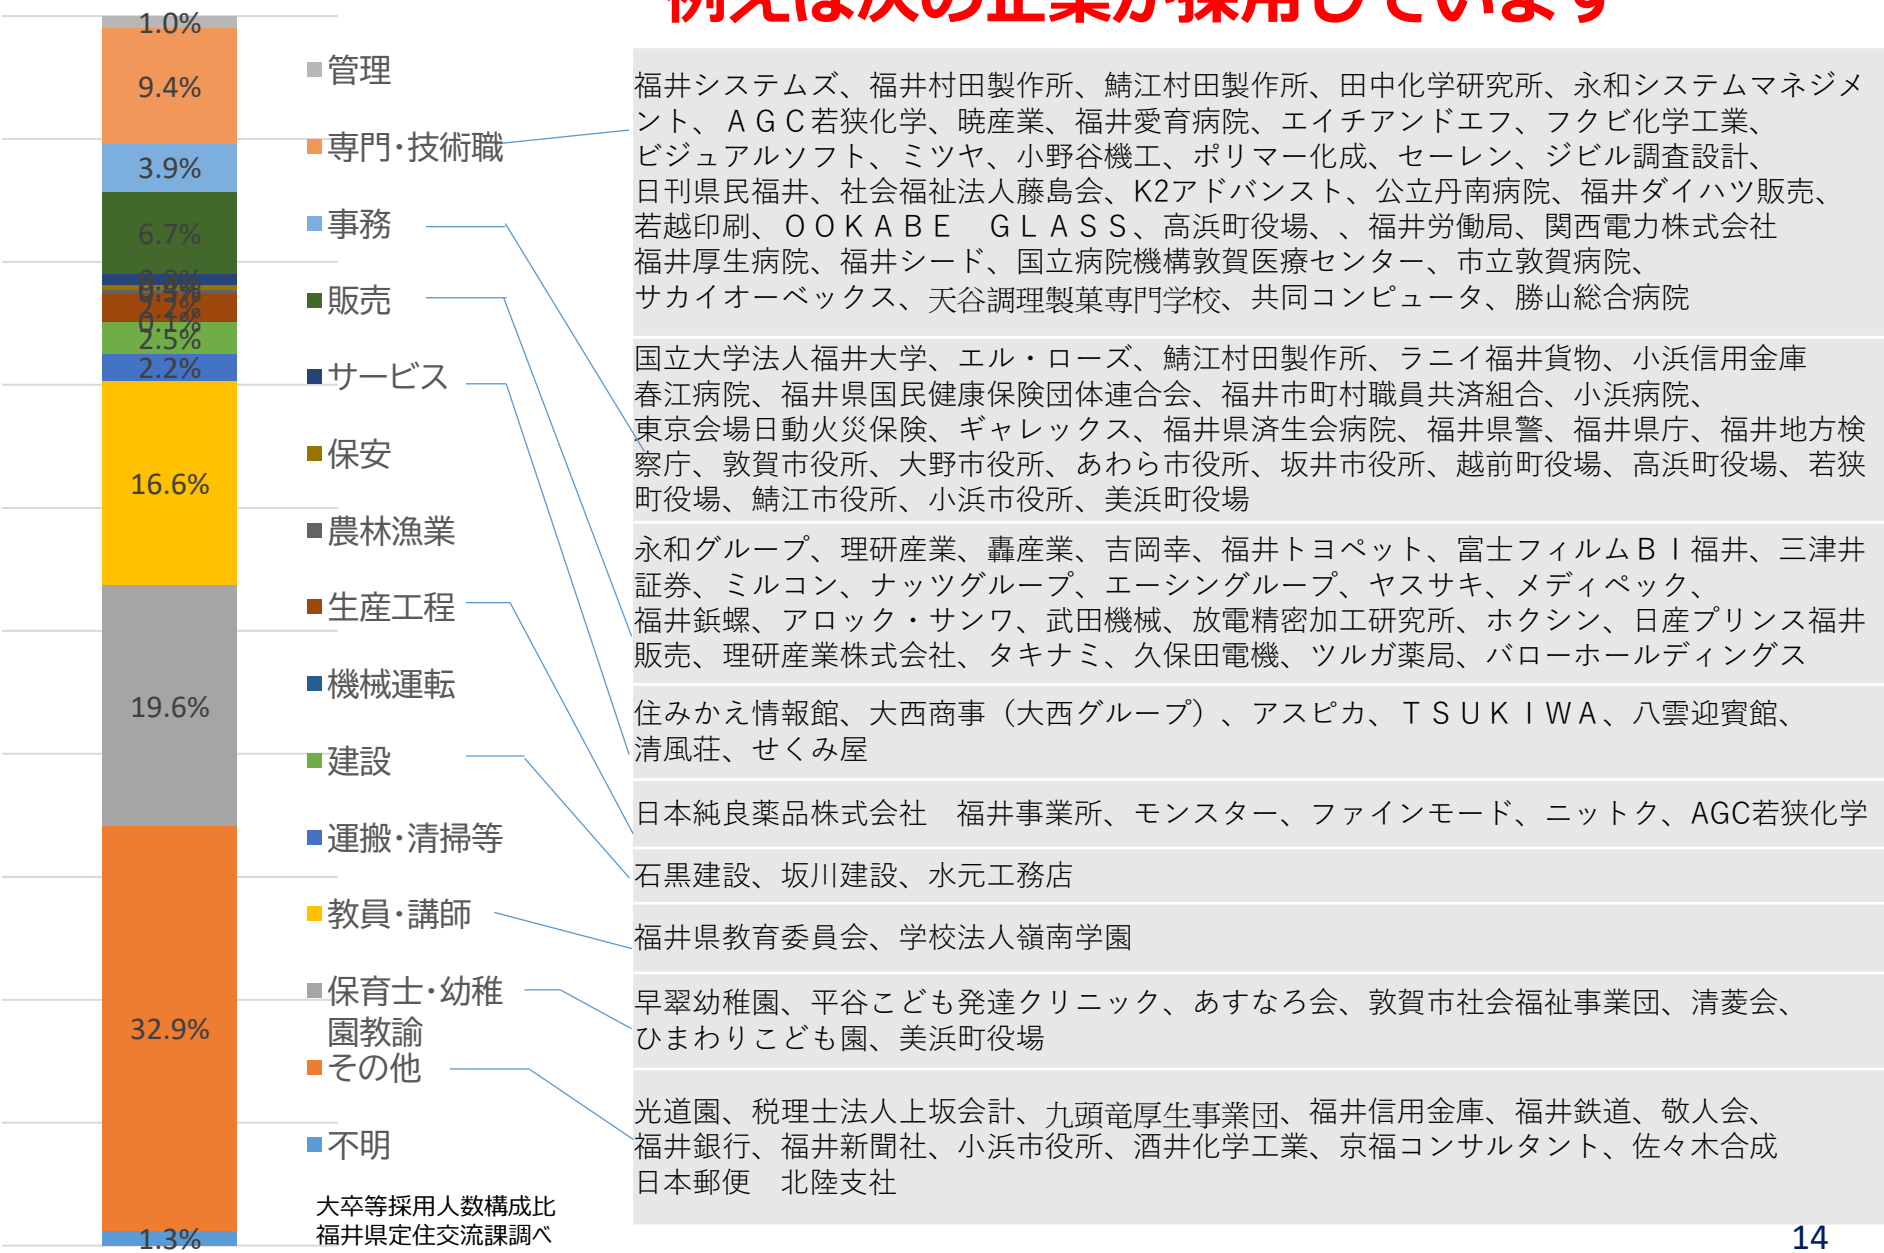 例えば次の企業が採用しています
1.0%
9.4%
3.9%
6.7%
2.2%
0.1%
2.5%
2.2%
16.6%
19.6%
32.9%
1.3%
管理
専門・技術職
事務
販売
サービス
保安
農林漁業
生産工程
機械運転
建設
運搬・清掃等
教員・講師
保育士・幼稚
園教諭
その他
不明
大卒等採用人数構成比
福井県定住交流課調べ
福井システムズ、福井村田製作所、鯖江村田製作所、田中化学研究所、永和システムマネジメ
ント、ＡＧＣ若狭化学、暁産業、福井愛育病院、エイチアンドエフ、フクビ化学工業、
ビジュアルソフト、ミツヤ、小野谷機工、ポリマー化成、セーレン、ジビル調査設計、
日刊県民福井、社会福祉法人藤島会、K2アドバンスト、公立丹南病院、福井ダイハツ販売、
若越印刷、ＯＯＫＡＢＥ　ＧＬＡＳＳ、高浜町役場、、福井労働局、関西電力株式会社
福井厚生病院、福井シード、国立病院機構敦賀医療センター、市立敦賀病院、
サカイオーベックス、天谷調理製菓専門学校、共同コンピュータ、勝山総合病院
国立大学法人福井大学、エル・ローズ、鯖江村田製作所、ラニイ福井貨物、小浜信用金庫
春江病院、福井県国民健康保険団体連合会、福井市町村職員共済組合、小浜病院、
東京会場日動火災保険、ギャレックス、福井県済生会病院、福井県警、福井県庁、福井地方検
察庁、敦賀市役所、大野市役所、あわら市役所、坂井市役所、越前町役場、高浜町役場、若狭
町役場、鯖江市役所、小浜市役所、美浜町役場
永和グループ、理研産業、轟産業、吉岡幸、福井トヨペット、富士フィルムＢＩ福井、三津井
証券、ミルコン、ナッツグループ、エーシングループ、ヤスサキ、メディペック、
福井鋲螺、アロック・サンワ、武田機械、放電精密加工研究所、ホクシン、日産プリンス福井
販売、理研産業株式会社、タキナミ、久保田電機、ツルガ薬局、バローホールディングス
住みかえ情報館、大西商事（大西グループ）、アスピカ、ＴＳＵＫＩＷＡ、八雲迎賓館、
清風荘、せくみ屋
日本純良薬品株式会社　福井事業所、モンスター、ファインモード、ニットク、AGC若狭化学
石黒建設、坂川建設、水元工務店
福井県教育委員会、学校法人嶺南学園
早翠幼稚園、平谷こども発達クリニック、あすなろ会、敦賀市社会福祉事業団、清菱会、
ひまわりこども園、美浜町役場
光道園、税理士法人上坂会計、九頭竜厚生事業団、福井信用金庫、福井鉄道、敬人会、
福井銀行、福井新聞社、小浜市役所、酒井化学工業、京福コンサルタント、佐々木合成
日本郵便　北陸支社
14